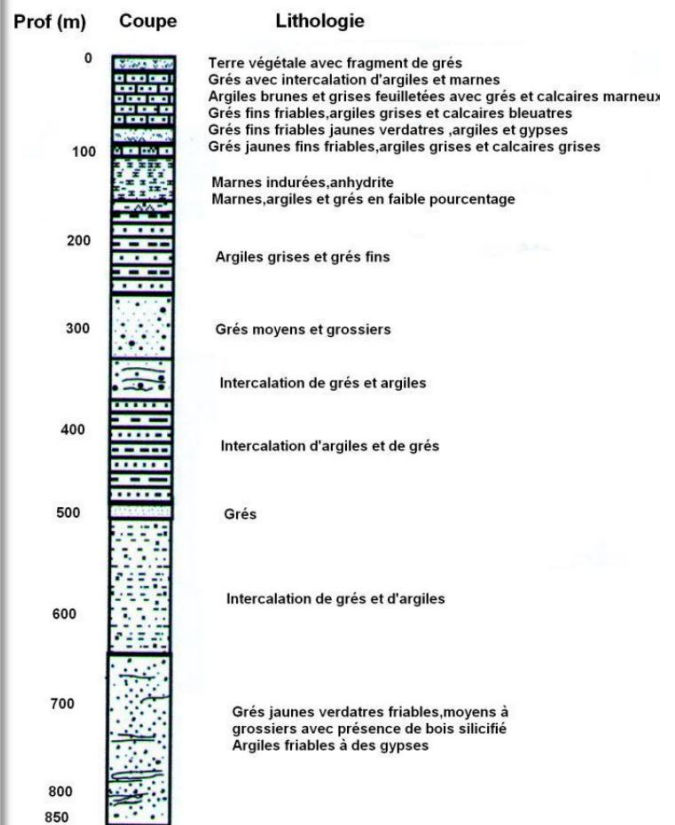 Prof (m) Coupe Lithologie
0
Terre végétale avec fragment de grés
Grés avec intercalation d'argiles et marnes
Argiles brunes et grises feuilletées avec grés et calcaires marneux
Grés fins friables,argiles grises et calcaires bleuatres
Grés fins friables jaunes verdatres ,argiles et gypses
100 Grés jaunes fins friables,argiles grises et calcaires grises
Marnes indurées,anhydrite
Marnes,argiles et grés en faible pourcentage
200
Argiles grises et grés fins
300 Grés moyens et grossiers
Intercalation de grés et argiles
400
Intercalation d'argiles et de grés
500 Grés
Intercalation de grés et d'argiles
600
700
Grés jaunes verdatres friables,moyens à
grossiers avec présence de bois silicifié
Argiles friables à des gypses
800
850